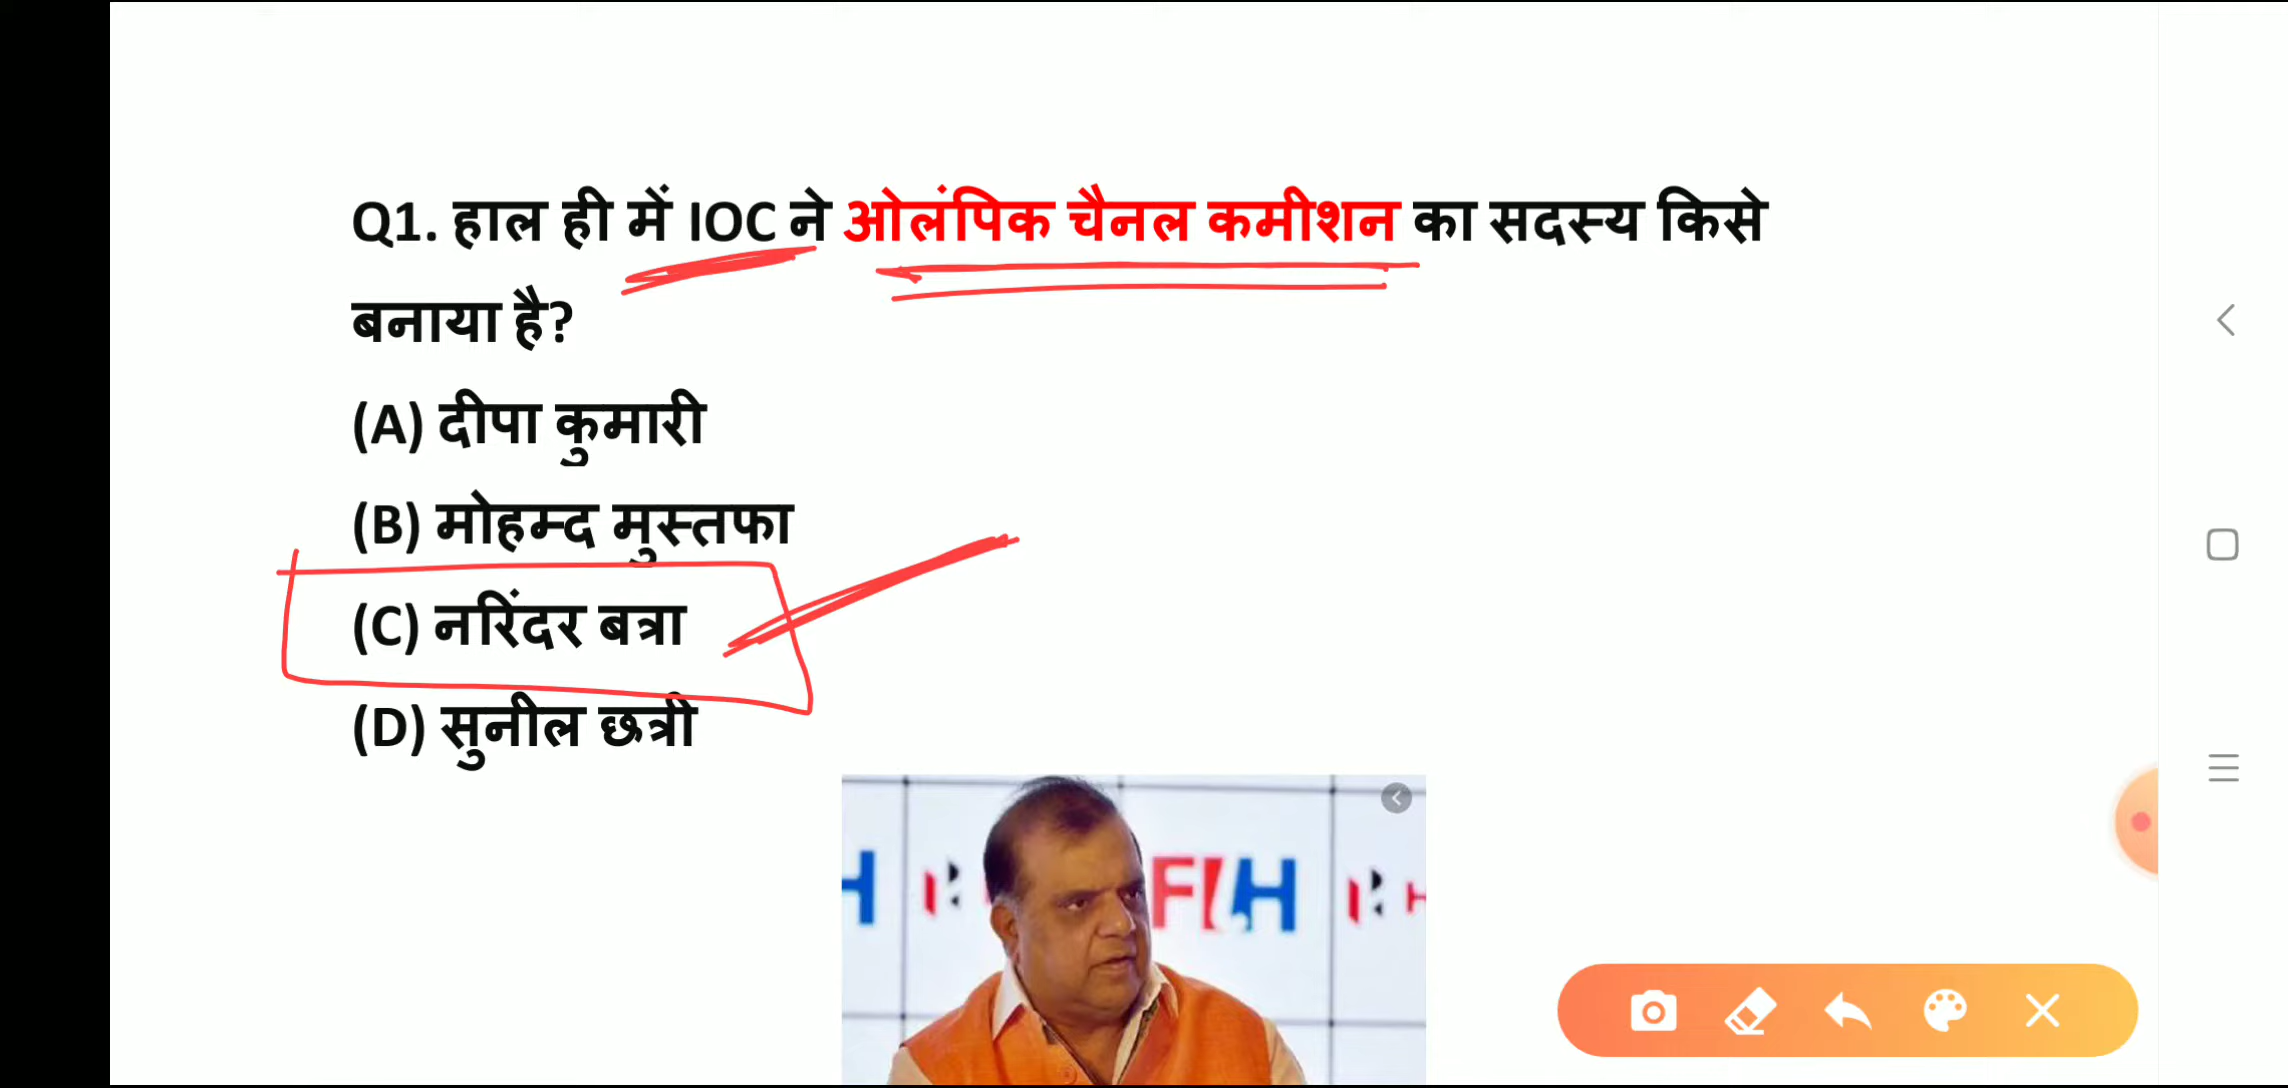 Q1. हाल ही में IOC ने ओलंपिक चैनल कमीशन का सदस्य किसे
बनाया है?
(A) दीपा कुमारी
(B) मोहम्द मुस्तफा
(C) नरिंदर बत्रा
(D) सुनील छत्री
H FIH H